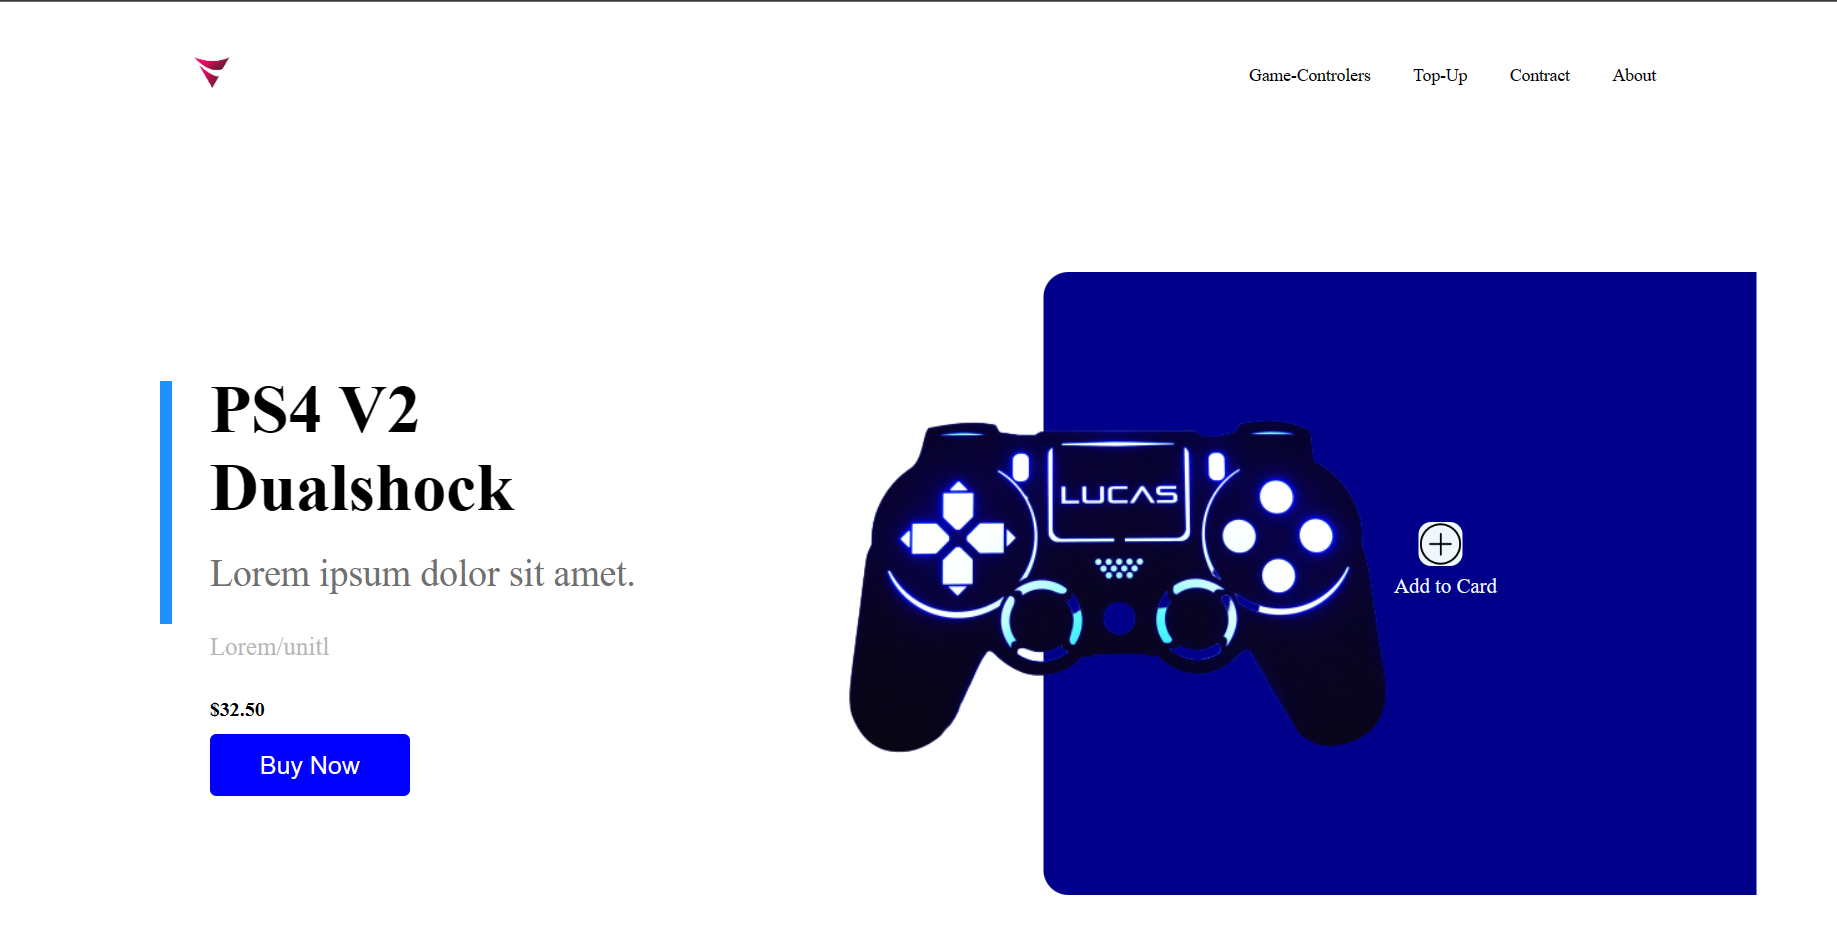 Game-Controlers Top-Up Contract About
PS4 V2
Dualshock
Lorem ipsum dolor sit amet.
Lorem/unitl
$32.50
Buy Now
LUCAS
Add to Card